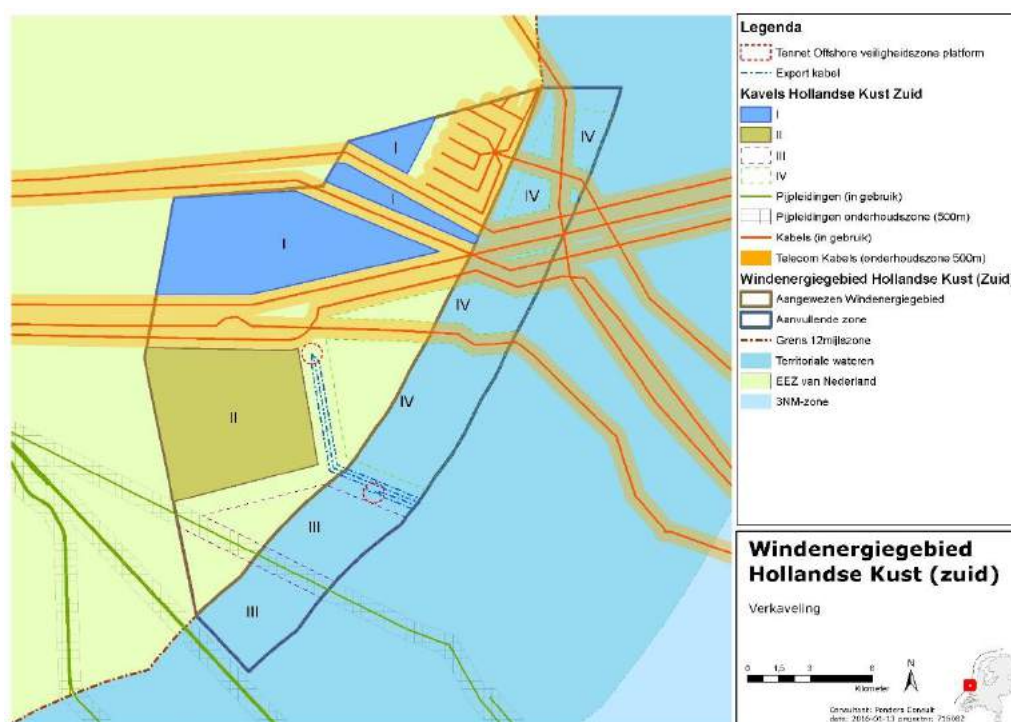 I
I
I
II
III
III
IV
IV
IV
IV
Legenda
Tennet Offshore veiligheidszone platform
Export kabel
Kavels Hollandse Kust Zuid
I
II
III
IV
Pijpleidingen (in gebruik)
Pijpleidingen onderhoudszone (500m)
Kabels (in gebruik)
Telecom Kabels (onderhoudszone 500m)
Windenergiegebied Hollandse Kust (Zuid)
Aangewezen Windenergiegebied
Aanvullende zone
Grens 12mijlszone
Territoriale wateren
EEZ van Nederland
3NM-zone
Windenergiegebied
Hollandse Kust (zuid)
Verkaveling
0 1,5 3 6
Kilometer
N
Consultant: Pondera Consult